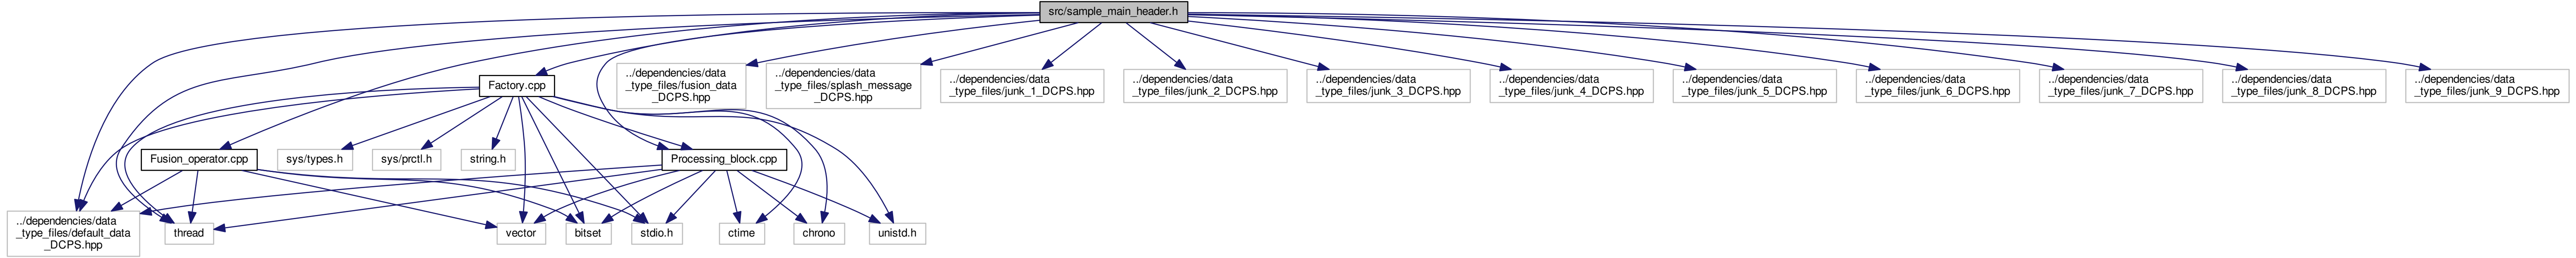 src/sample_main_header.h
Factory.cpp
../dependencies/data
_type_files/fusion_data
_DCPS.hpp
../dependencies/data
_type_files/splash_message
_DCPS.hpp
../dependencies/data
_type_files/junk_1_DCPS.hpp
../dependencies/data
_type_files/junk_2_DCPS.hpp
../dependencies/data
_type_files/junk_3_DCPS.hpp
../dependencies/data
_type_files/junk_4_DCPS.hpp
../dependencies/data
_type_files/junk_5_DCPS.hpp
../dependencies/data
_type_files/junk_6_DCPS.hpp
../dependencies/data
_type_files/junk_7_DCPS.hpp
../dependencies/data
_type_files/junk_8_DCPS.hpp
../dependencies/data
_type_files/junk_9_DCPS.hpp
Fusion_operator.cpp
sys/types.h
sys/prctl.h
string.h
Processing_block.cpp
../dependencies/data
_type_files/default_data
_DCPS.hpp
thread
vector
bitset
stdio.h
ctime
chrono
unistd.h